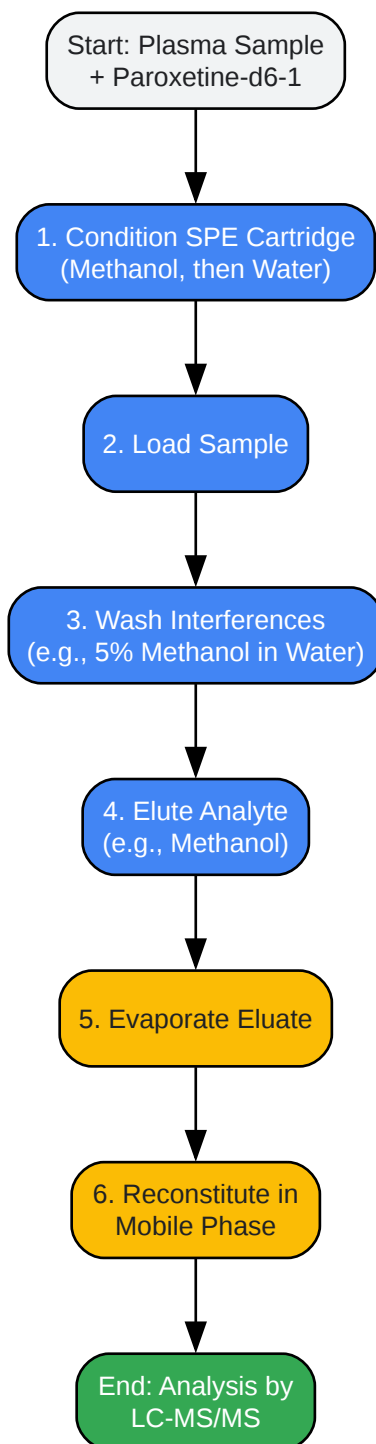 Start: Plasma Sample
+ Paroxetine-d6-1
1. Condition SPE Cartridge
(Methanol, then Water)
2. Load Sample
3. Wash Interferences
(e.g., 5% Methanol in Water)
4. Elute Analyte
(e.g., Methanol)
5. Evaporate Eluate
6. Reconstitute in
Mobile Phase
End: Analysis by
LC-MS/MS